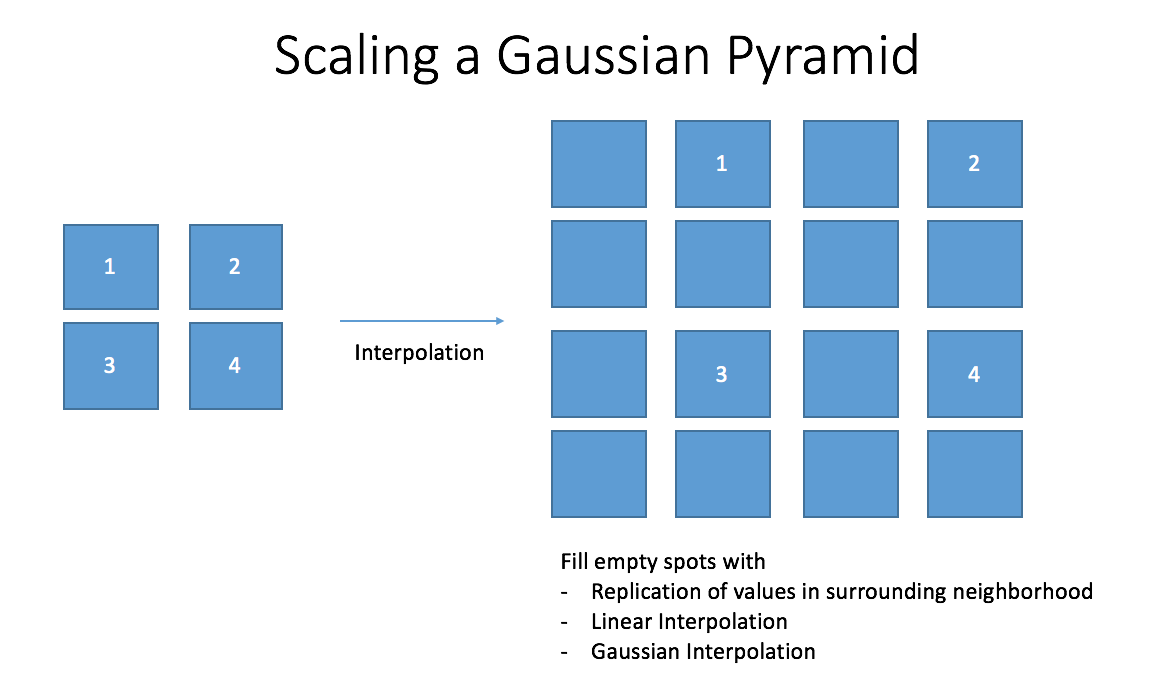 Scaling a Gaussian Pyramid
1 2
1 2
3 4
Interpolation
3 4
Fill empty spots with
- Replication of values in surrounding neighborhood
- Linear Interpolation
- Gaussian Interpolation